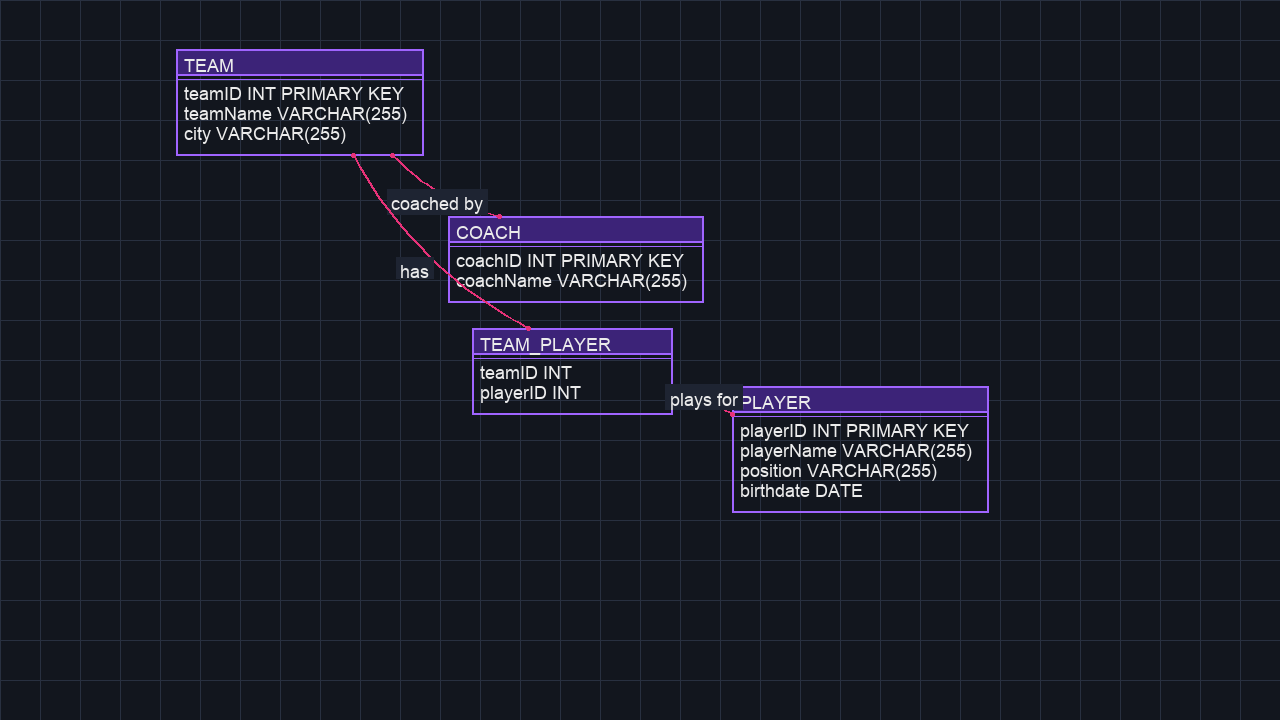 TEAM
teamID INT PRIMARY KEY
teamName VARCHAR(255)
city VARCHAR(255)
coached by
COACH
coachID INT PRIMARY KEY
coachName VARCHAR(255)
has
TEAM_PLAYER
teamID INT
playerID INT
plays for
PLAYER
playerID INT PRIMARY KEY
playerName VARCHAR(255)
position VARCHAR(255)
birthdate DATE